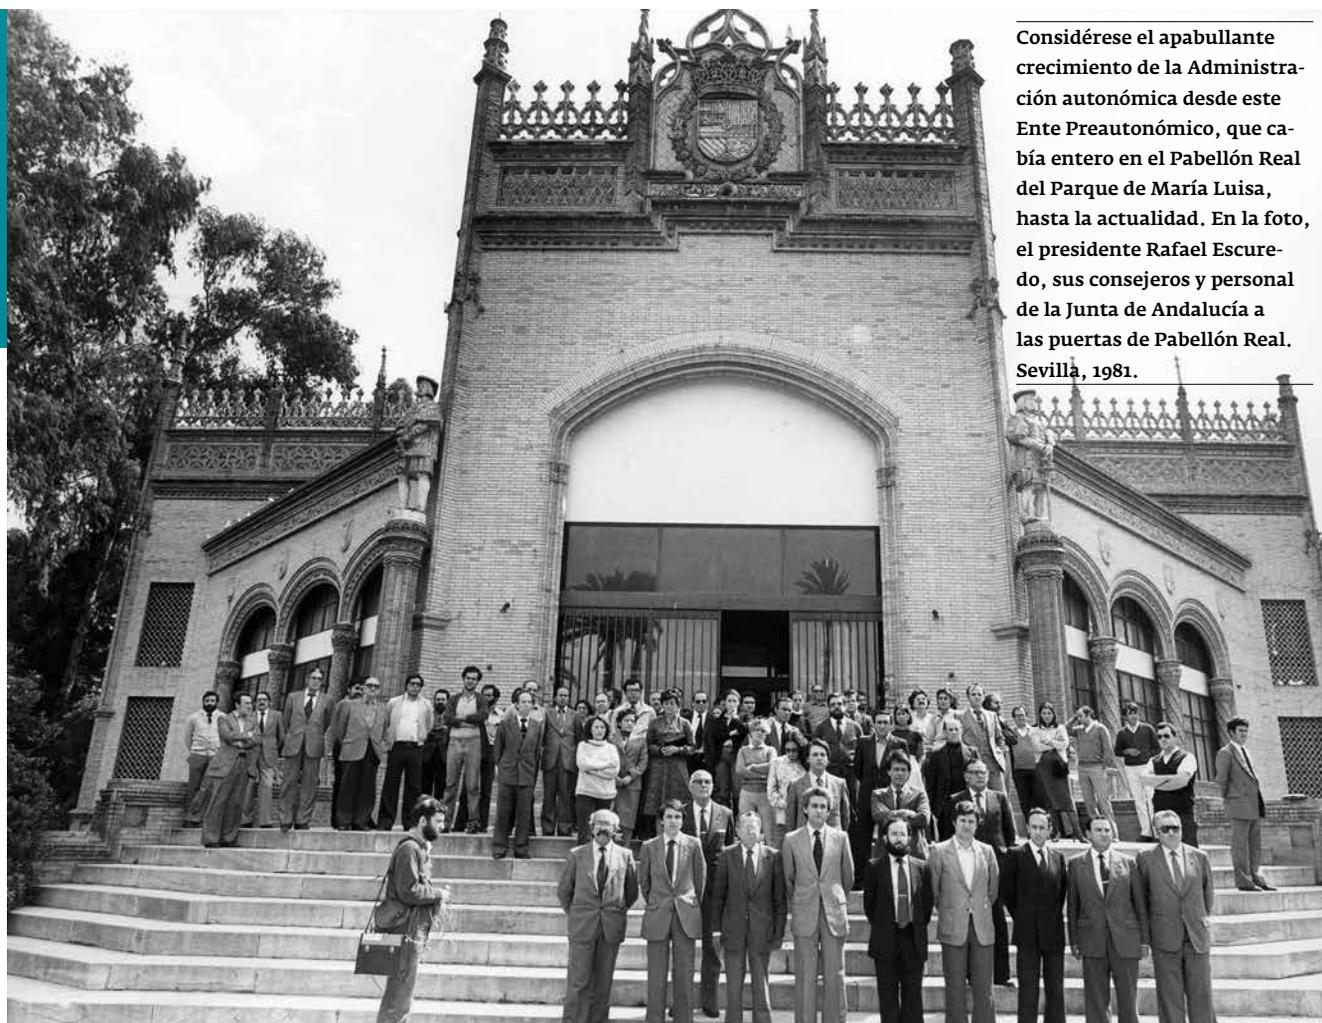 Considérese el apabullante
crecimiento de la Administra-
ción autonómica desde este
Ente Preautonómico, que ca-
bía entero en el Pabellón Real
del Parque de María Luisa,
hasta la actualidad. En la foto,
el presidente Rafael Escure-
do, sus consejeros y personal
de la Junta de Andalucía a
las puertas de Pabellón Real.
Sevilla, 1981.